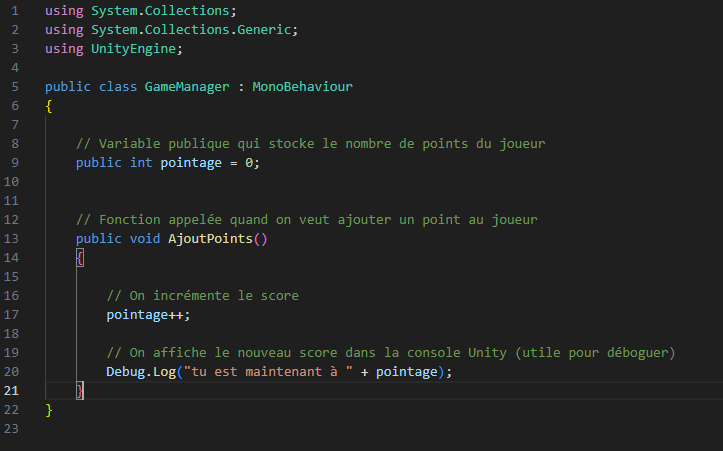 1 using System.Collections;
2 using System.Collections.Generic;
3 using UnityEngine;
4
5 public class GameManager : MonoBehaviour
6 {
7
8 // Variable publique qui stocke le nombre de points du joueur
9 public int pointage = 0;
10
11
12 // Fonction appelée quand on veut ajouter un point au joueur
13 public void AjoutPoints()
14 {
15
16 // On incrémente le score
17 pointage++;
18
19 // On affiche le nouveau score dans la console Unity (utile pour déboguer)
20 Debug.Log("tu est maintenant à " + pointage);
21 }
22 }
23